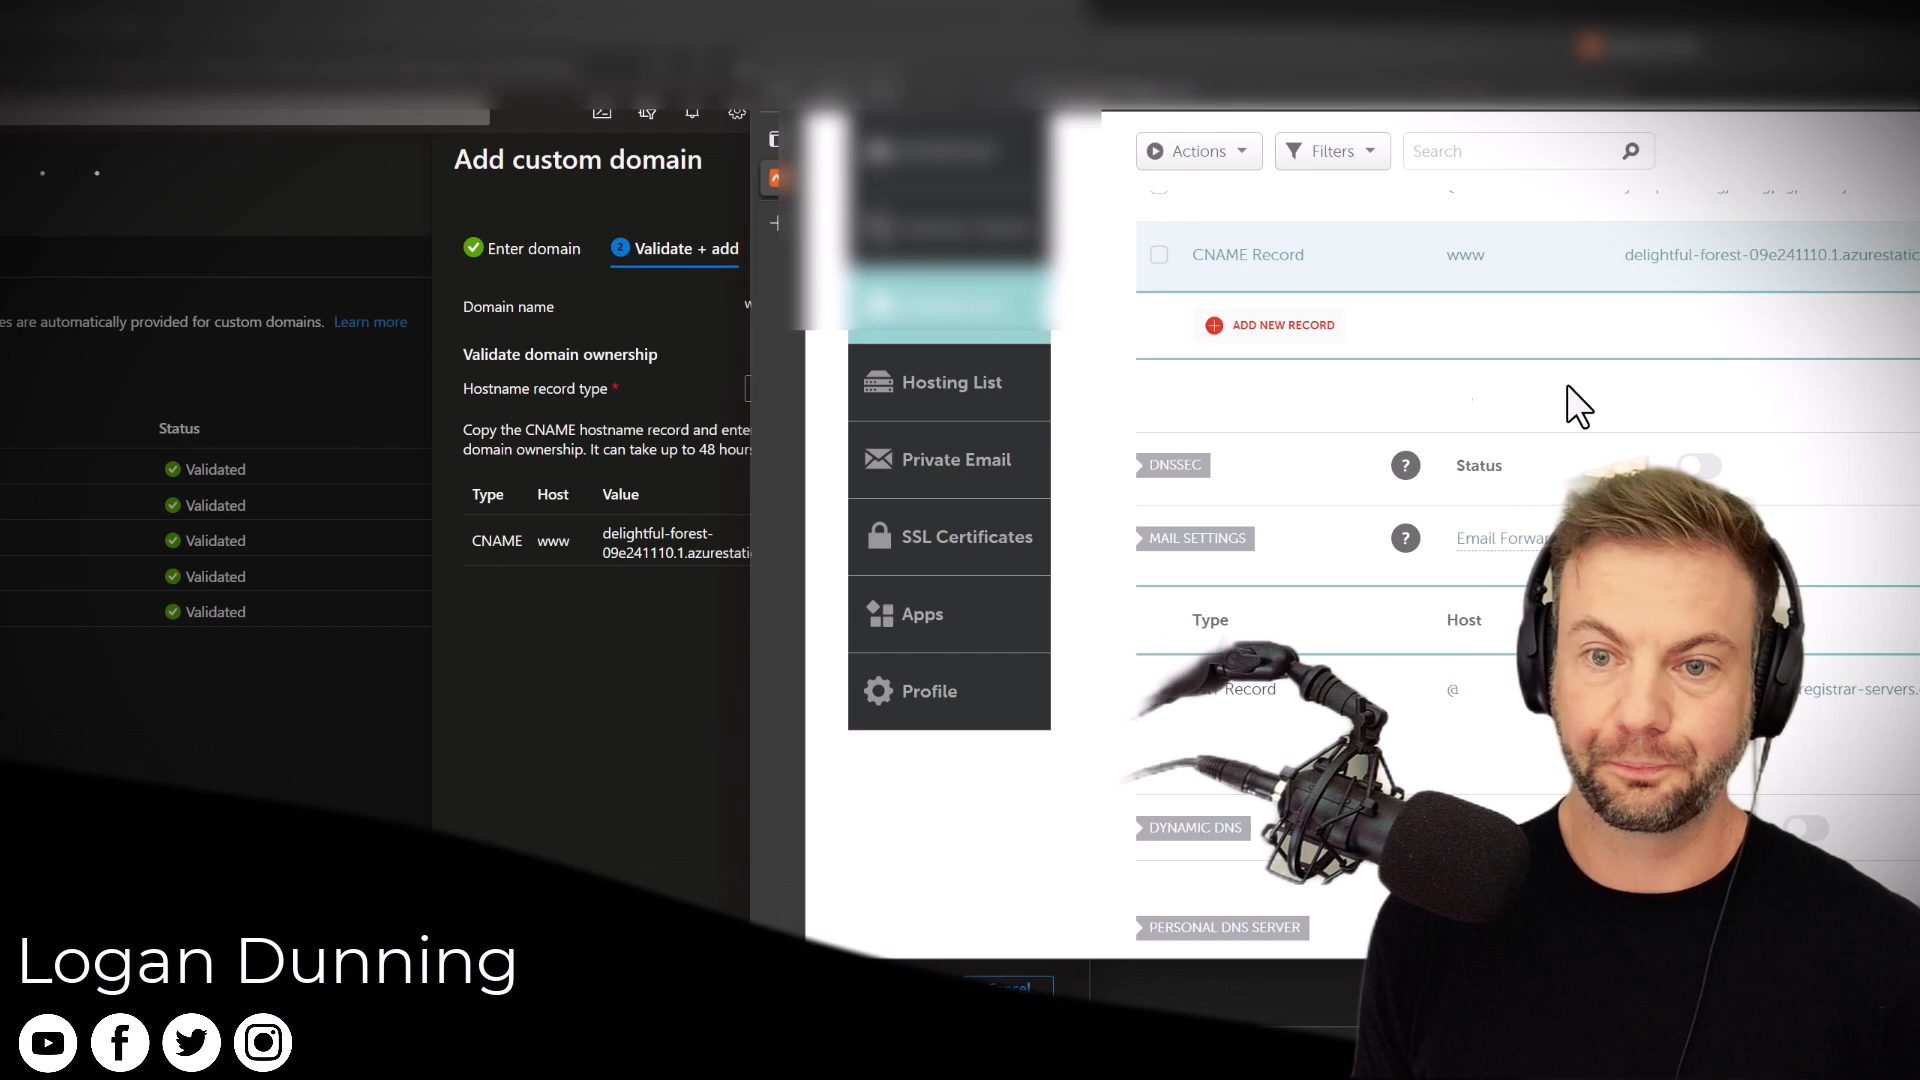 Add custom domain
Enter domain
2 Validate + add
Domain name
es are automatically provided for custom domains. Learn more
Validate domain ownership
Hostname record type *
Copy the CNAME hostname record and ente
domain ownership. It can take up to 48 hour
Status
Validated
Validated
Validated
Validated
Validated
Type Host Value
CNAME www delightful-forest-
09e241110.1.azurestati
Hosting List
Private Email
SSL Certificates
Apps
Profile
Actions Filters Search
CNAME Record www delightful-forest-09e241110.1.azurestatic
ADD NEW RECORD
DNSSEC ? Status
MAIL SETTINGS ? Email Forwar
Type Host
Record @ registrar-servers.
DYNAMIC DNS
PERSONAL DNS SERVER
Cancel
Logan Dunning